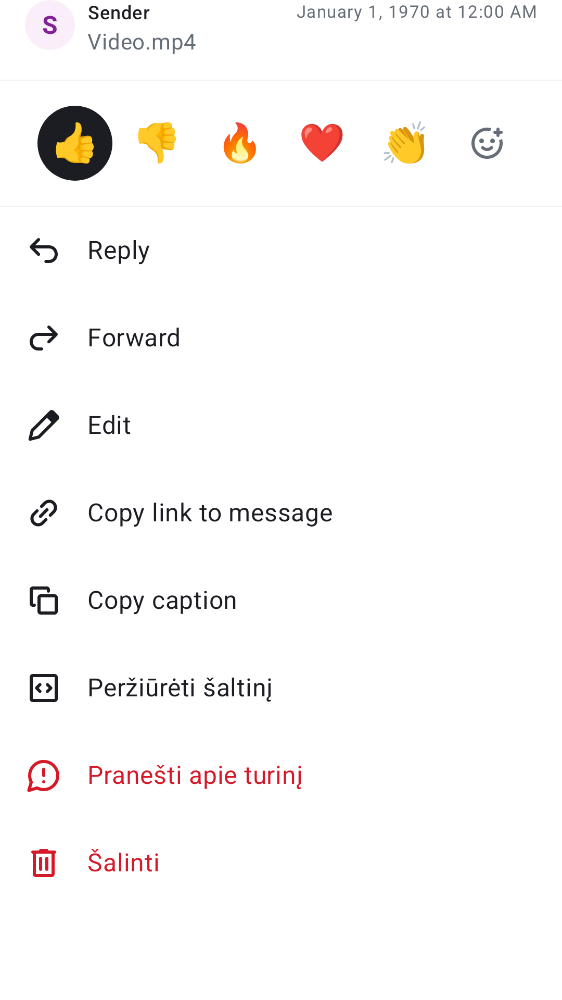 S
Sender
January 1, 1970 at 12:00 AM
Video.mp4
Reply
Forward
Edit
Copy link to message
Copy caption
Peržiūrėti šaltinį
Pranešti apie turinį
Šalinti